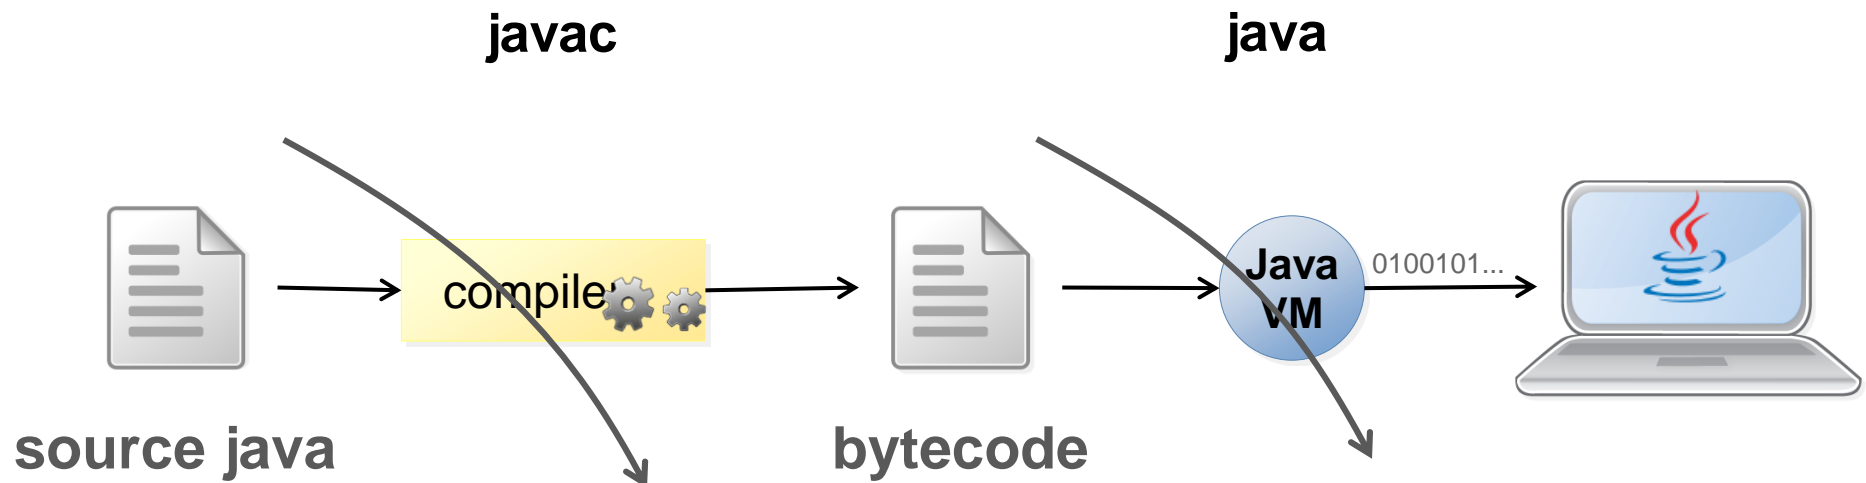 javac
java
compiler
Java
VM
0100101...
source java
bytecode